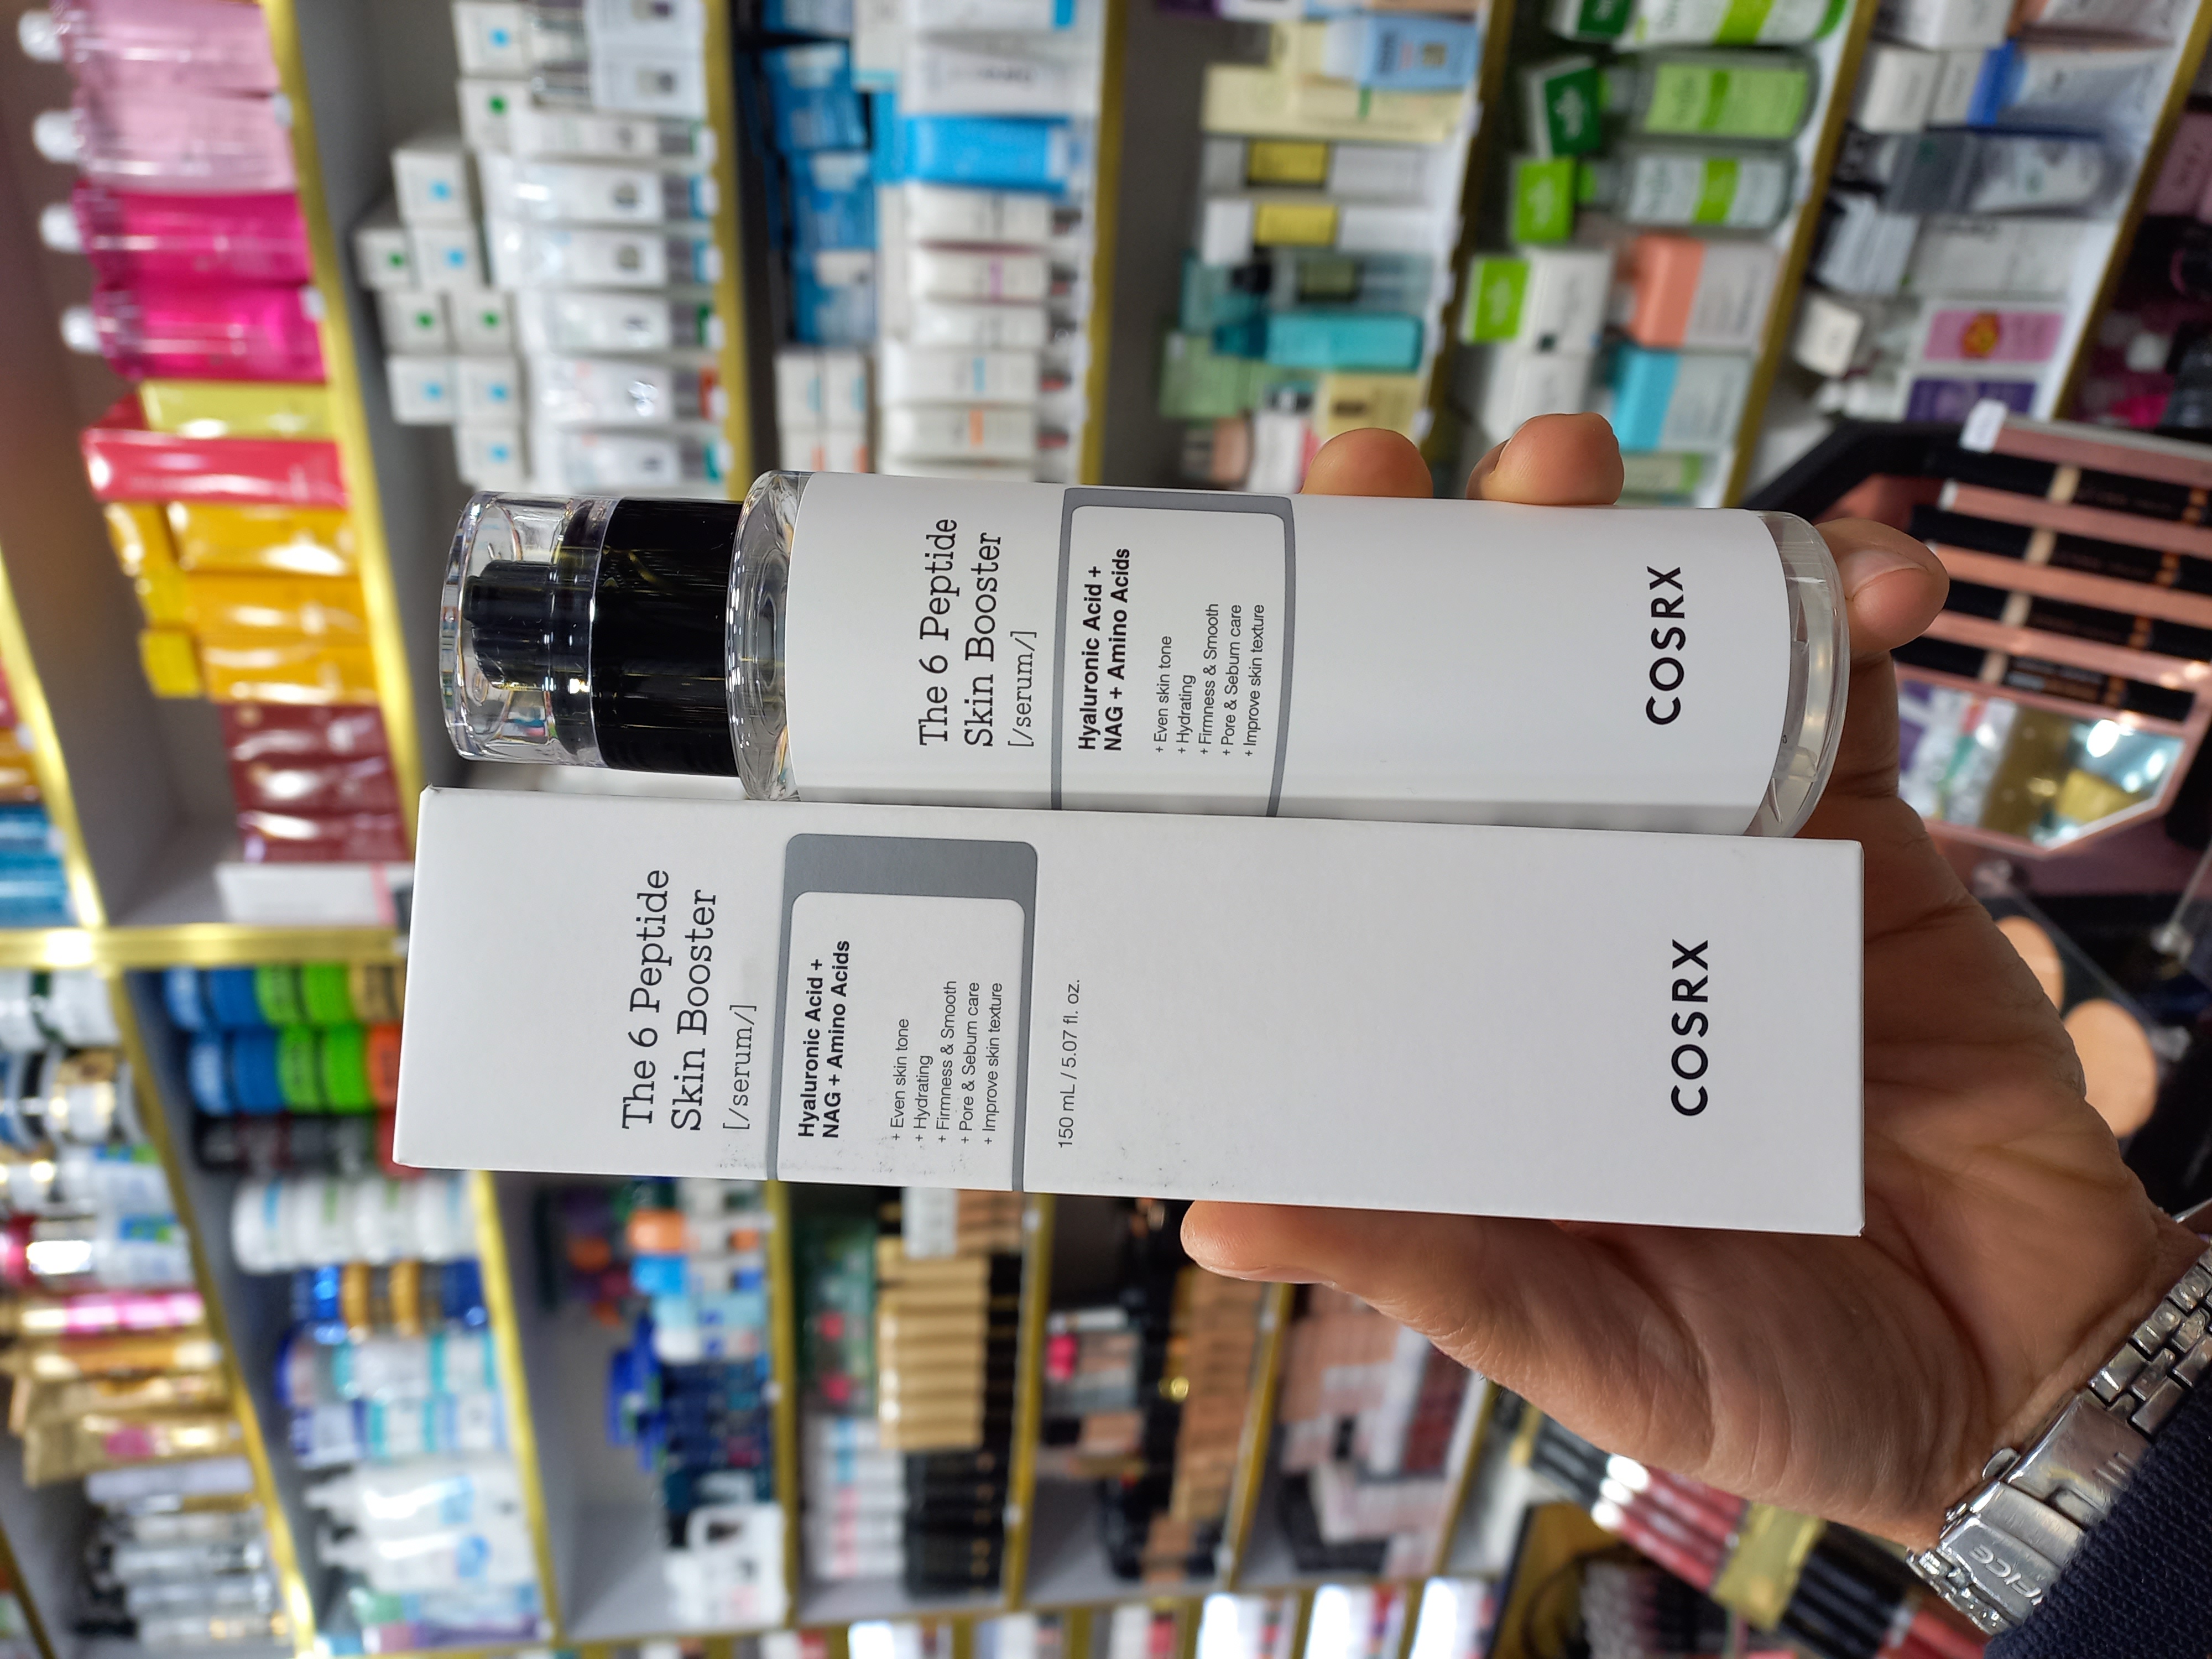 The 6 Peptide
Skin Booster
[/serum/]
Hyaluronic Acid +
NAG + Amino Acids
+ Even skin tone
+ Hydrating
+ Firmness & Smooth
+ Pore & Sebum care
+ Improve skin texture
150 mL / 5.07 fl. oz.
COSRX
The 6 Peptide
Skin Booster
[/serum/]
Hyaluronic Acid +
NAG + Amino Acids
+ Even skin tone
+ Hydrating
+ Firmness & Smooth
+ Pore & Sebum care
+ Improve skin texture
COSRX